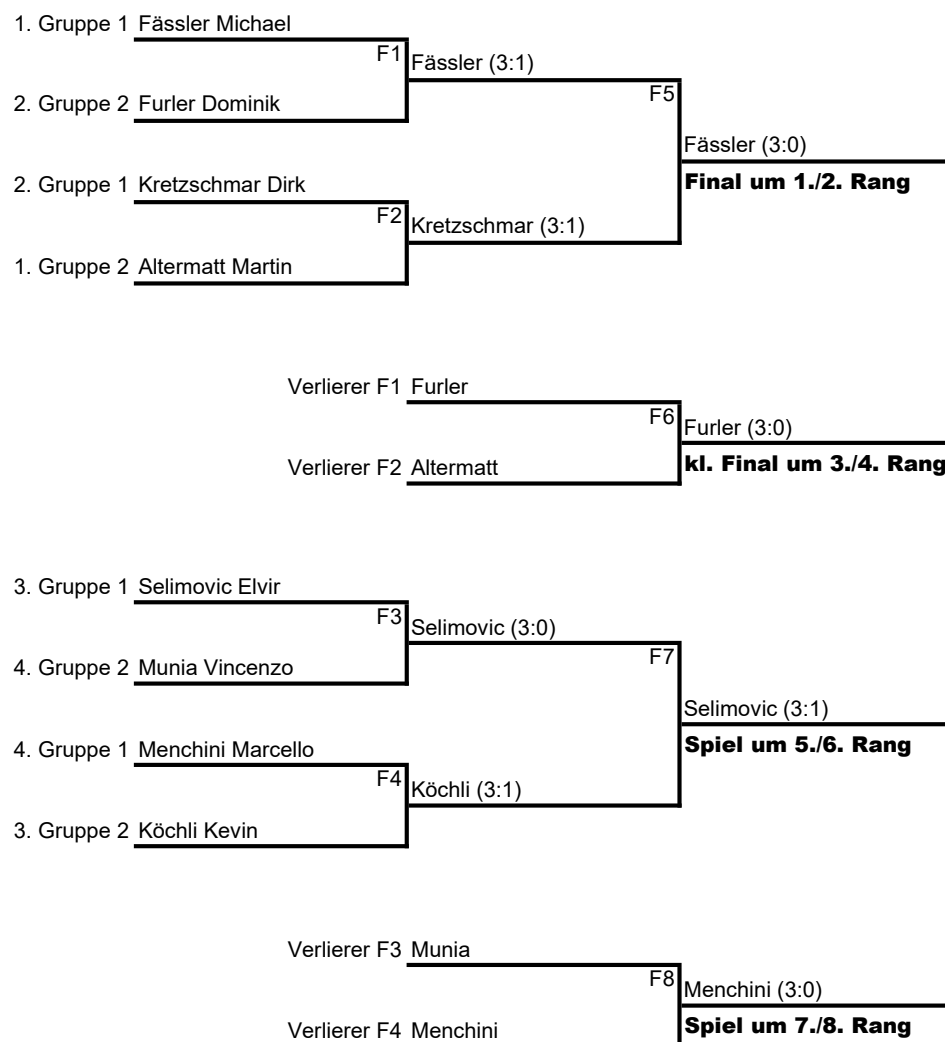 1. Gruppe 1 Fässler Michael
F1
Fässler (3:1)
2. Gruppe 2 Furler Dominik
F5
Fässler (3:0)
Final um 1./2. Rang
2. Gruppe 1 Kretzschmar Dirk
F2
Kretzschmar (3:1)
1. Gruppe 2 Altermatt Martin
Verlierer F1 Furler
F6
Furler (3:0)
kl. Final um 3./4. Rang
Verlierer F2 Altermatt
3. Gruppe 1 Selimovic Elvir
F3
Selimovic (3:0)
4. Gruppe 2 Munia Vincenzo
F7
Selimovic (3:1)
Spiel um 5./6. Rang
4. Gruppe 1 Menchini Marcello
F4
Köchli (3:1)
3. Gruppe 2 Köchli Kevin
Verlierer F3 Munia
F8
Menchini (3:0)
Spiel um 7./8. Rang
Verlierer F4 Menchini